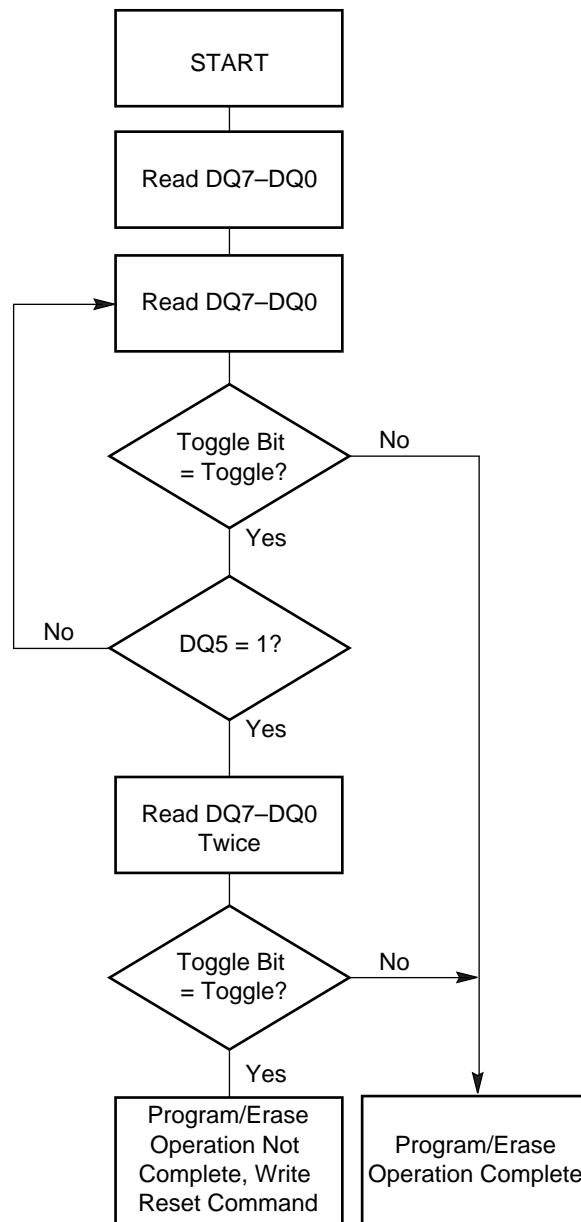 START
Read DQ7–DQ0
Read DQ7–DQ0
Toggle Bit
= Toggle?
No
Yes
No
DQ5 = 1?
Yes
Read DQ7–DQ0
Twice
Toggle Bit
= Toggle?
No
Yes
Program/Erase
Operation Not
Complete, Write
Reset Command
Program/Erase
Operation Complete